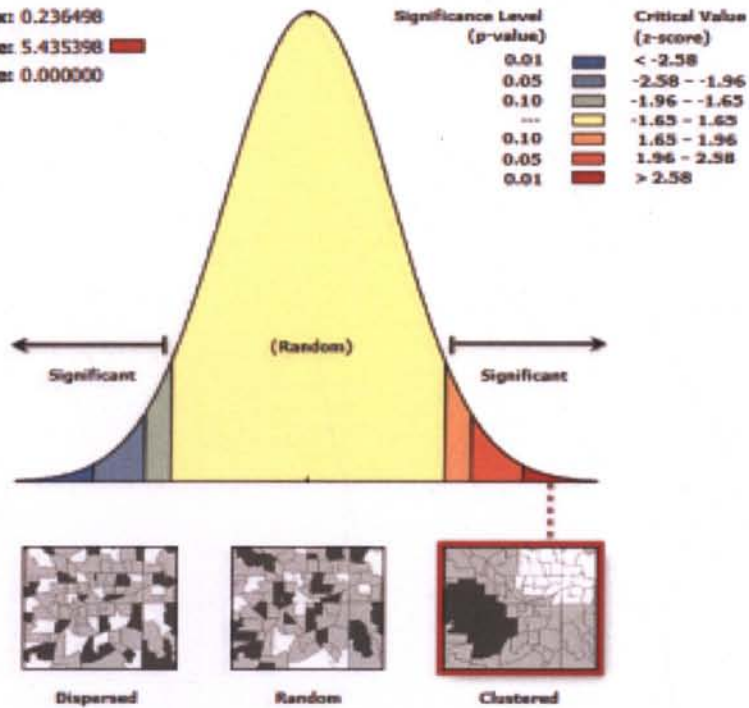 x: 0.236498
e: 5.435398
e: 0.000000
Significance Level
(p-value)
Critical Value
(z-score)
0.01 < -2.58
0.05 -2.58 - -1.96
0.10 -1.96 - -1.65
--- -1.65 - 1.65
0.10 1.65 - 1.96
0.05 1.96 - 2.58
0.01 > 2.58
(Random)
Significant Significant
Dispersed Random Clustered